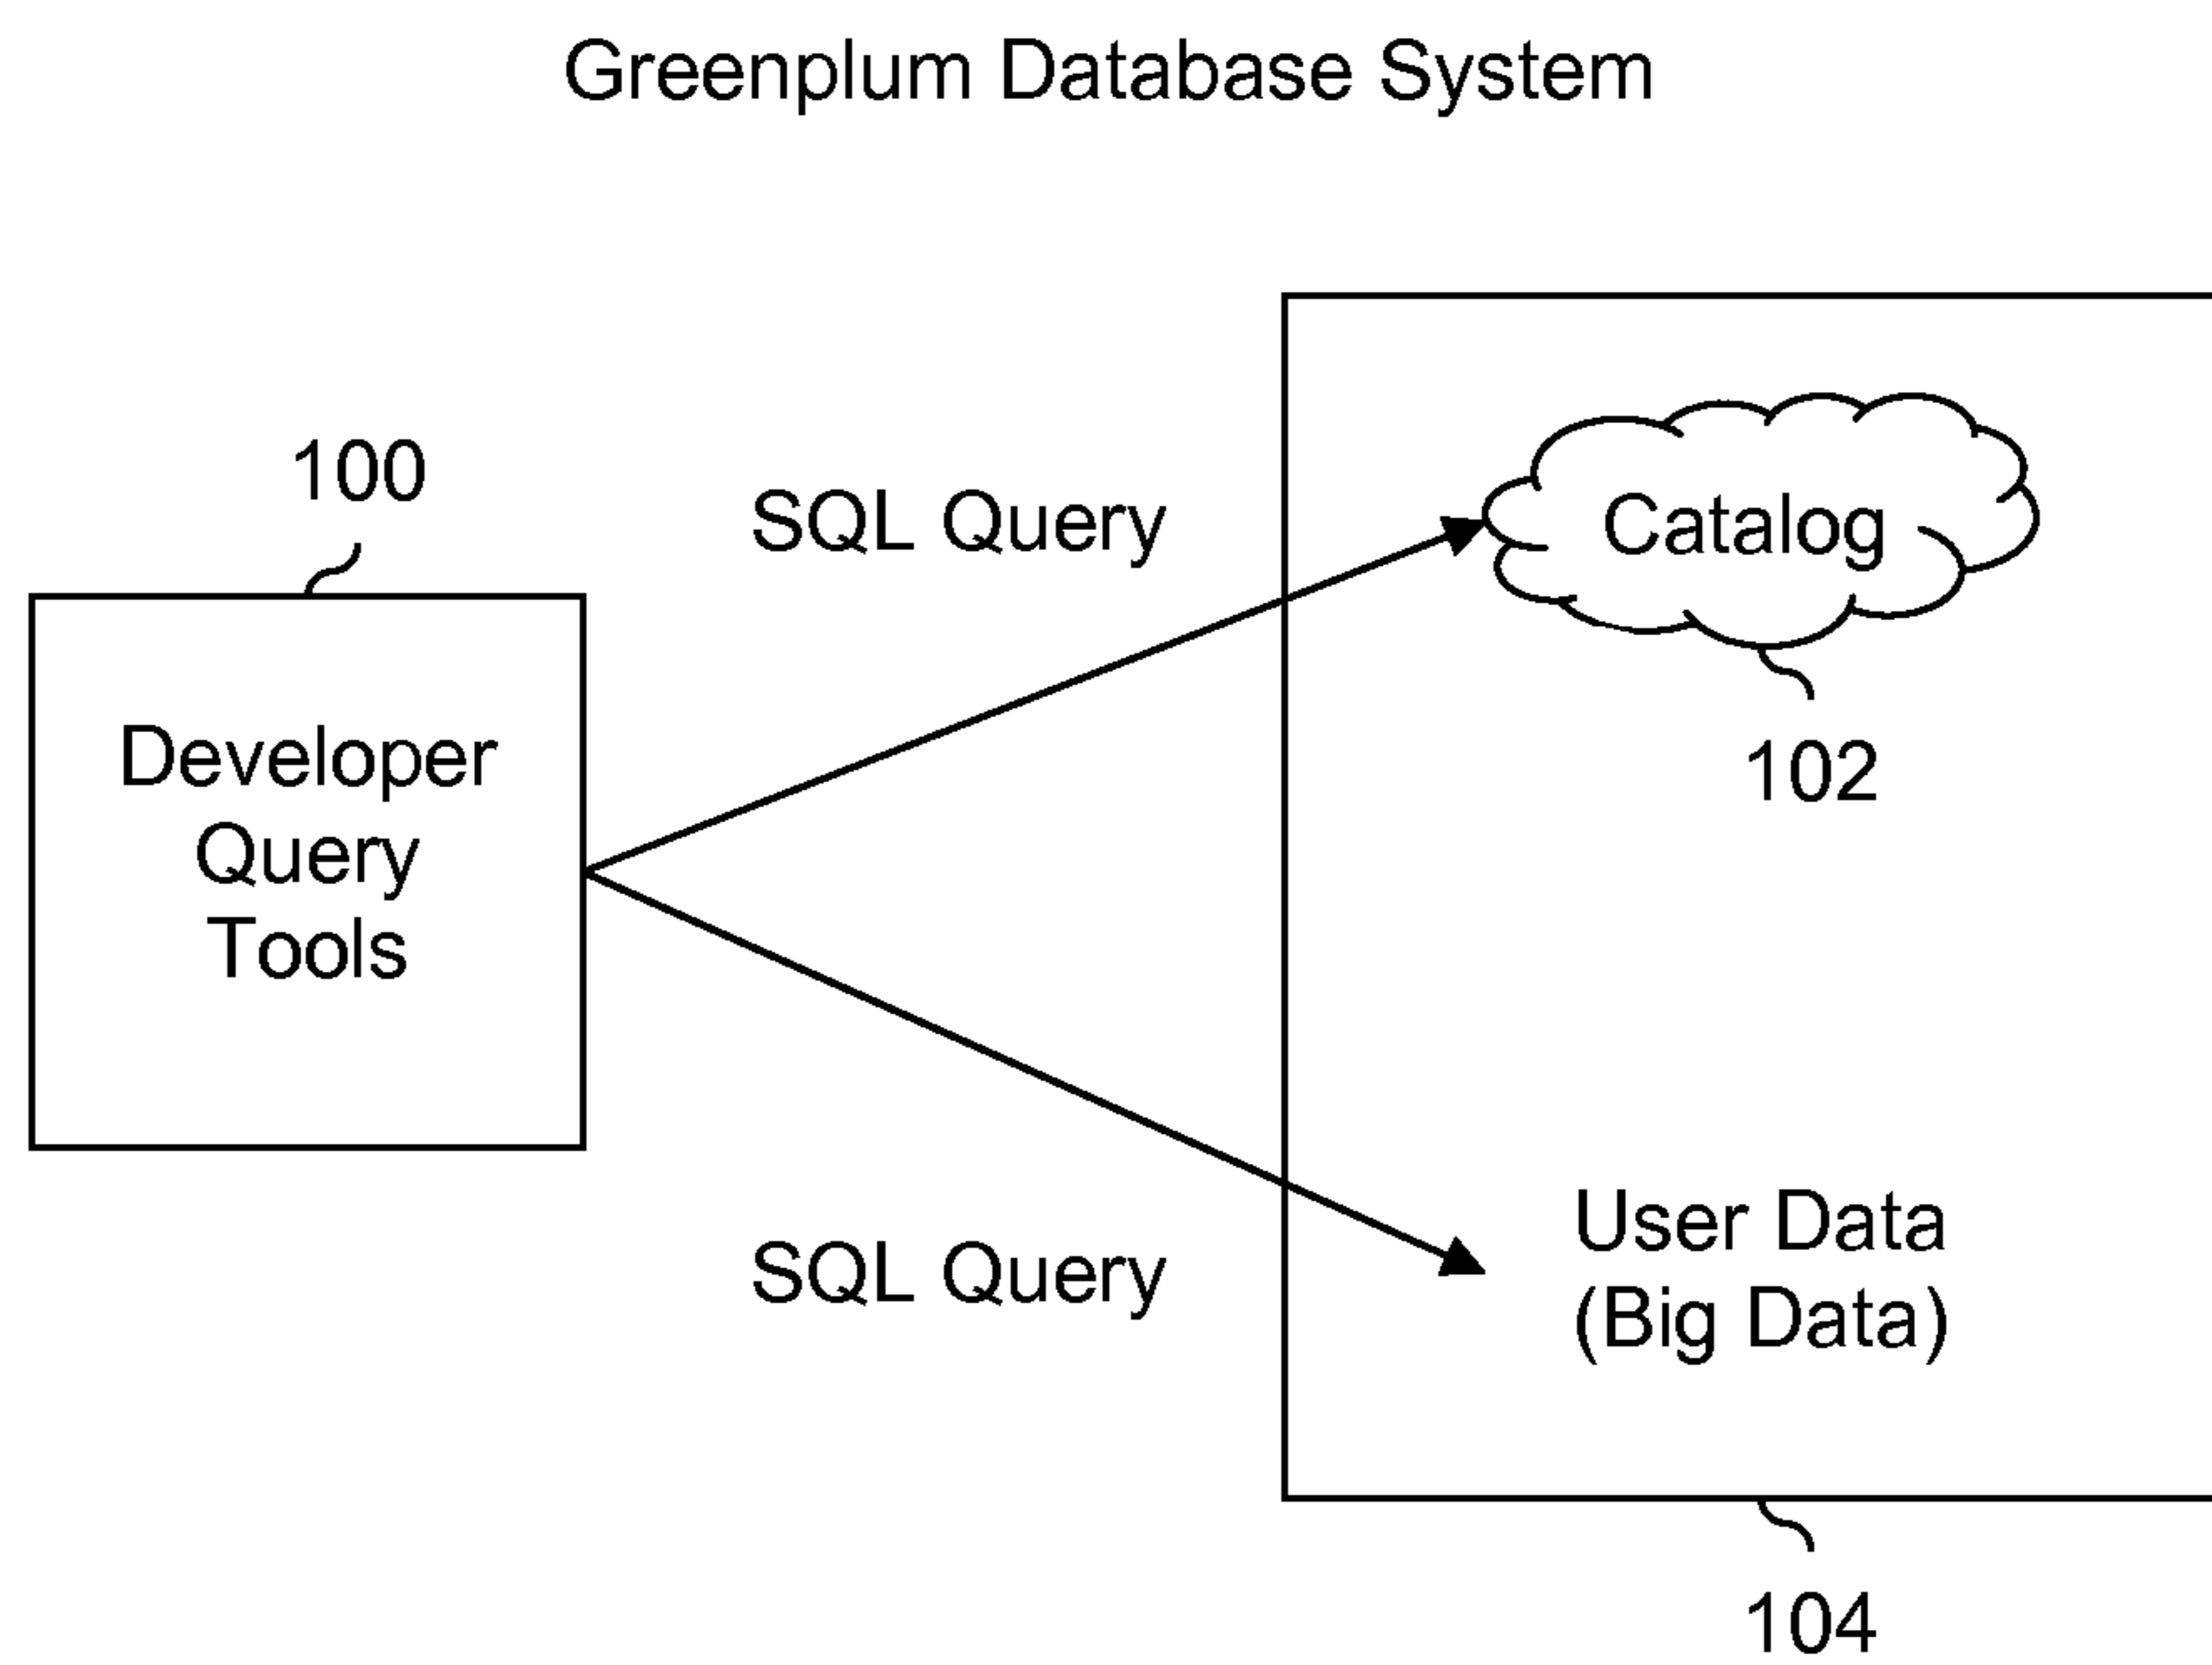 Greenplum Database System
100
SQL Query
Catalog
102
Developer
Query
Tools
SQL Query
User Data
(Big Data)
104